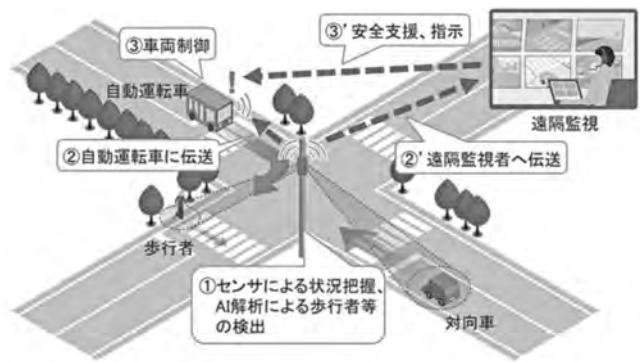 ③車両制御
③’安全支援、指示
自動運転車
遠隔監視
②自動運転車に伝送
②’遠隔監視者へ伝送
歩行者
①センサによる状況把握、
AI解析による歩行者等
の検出
対向車